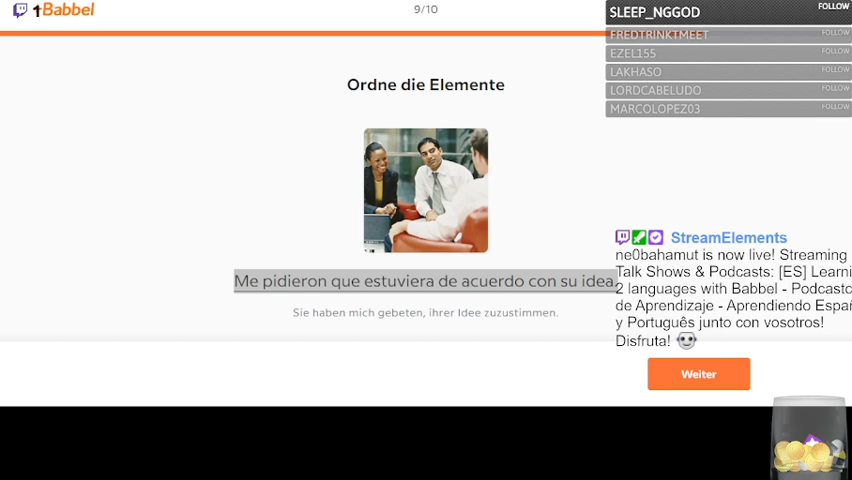 ↑Babbel
9/10
Ordne die Elemente
Me pidieron que estuviera de acuerdo con su idea.
Sie haben mich gebeten, ihrer Idee zuzustimmen.
Weiter
SLEEP_NGGOD FOLLOW
FREDTRINKTMEET FOLLOW
EZEL155 FOLLOW
LAKHASO FOLLOW
LORDCABELUDO FOLLOW
MARCOLOPEZ03 FOLLOW
StreamElements
ne0bahamut is now live! Streaming
Talk Shows & Podcasts: [ES] Learni
2 languages with Babbel - Podcasto
de Aprendizaje - Aprendiendo Españ
y Português junto con vosotros!
Disfruta!